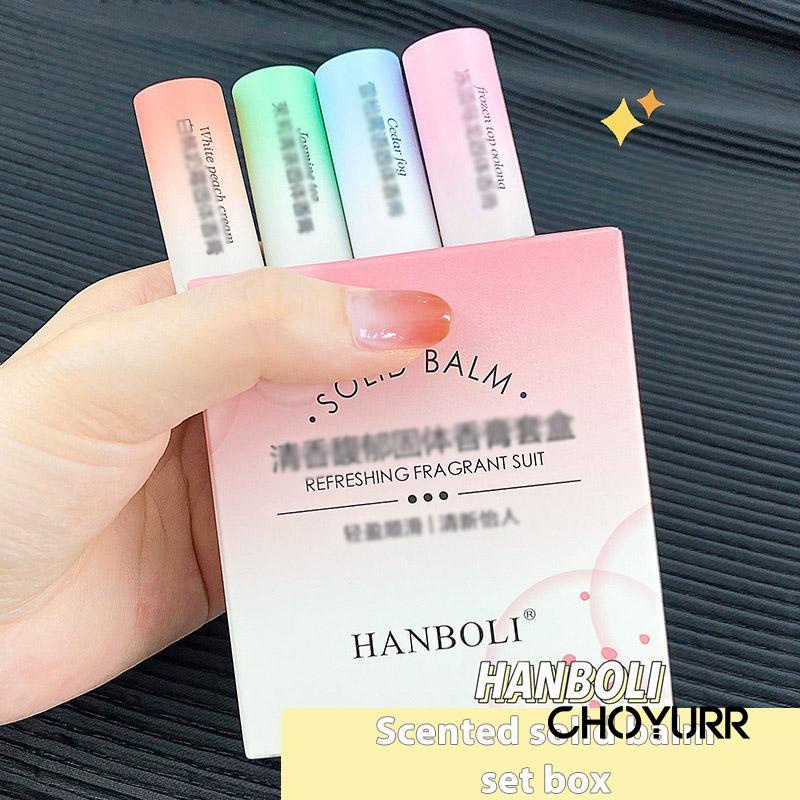 White peach cream
Cedar fog
frozen top oolong
SOLID BALM
清香馥郁固体香膏套盒
REFRESHING FRAGRANT SUIT
轻盈顺滑 | 清新怡人
HANBOLI®
HANBOLI
CHOYURR
Scented solid balm
set box